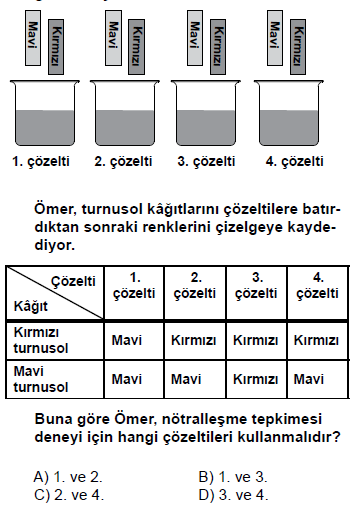 Mavi Kırmızı Mavi Kırmızı Mavi Kırmızı Mavi Kırmızı
1. çözelti 2. çözelti 3. çözelti 4. çözelti
Ömer, turnusol kâğıtlarını çözeltilere batır-
dıktan sonraki renklerini çizelgeye kayde-
diyor.
Çözelti 1. çözelti 2. çözelti 3. çözelti 4. çözelti
Kâğıt
Kırmızı turnusol Mavi Kırmızı Kırmızı Kırmızı
Mavi turnusol Mavi Mavi Kırmızı Mavi
Buna göre Ömer, nötralleşme tepkimesi
deneyi için hangi çözeltileri kullanmalıdır?
A) 1. ve 2. B) 1. ve 3.
C) 2. ve 4. D) 3. ve 4.